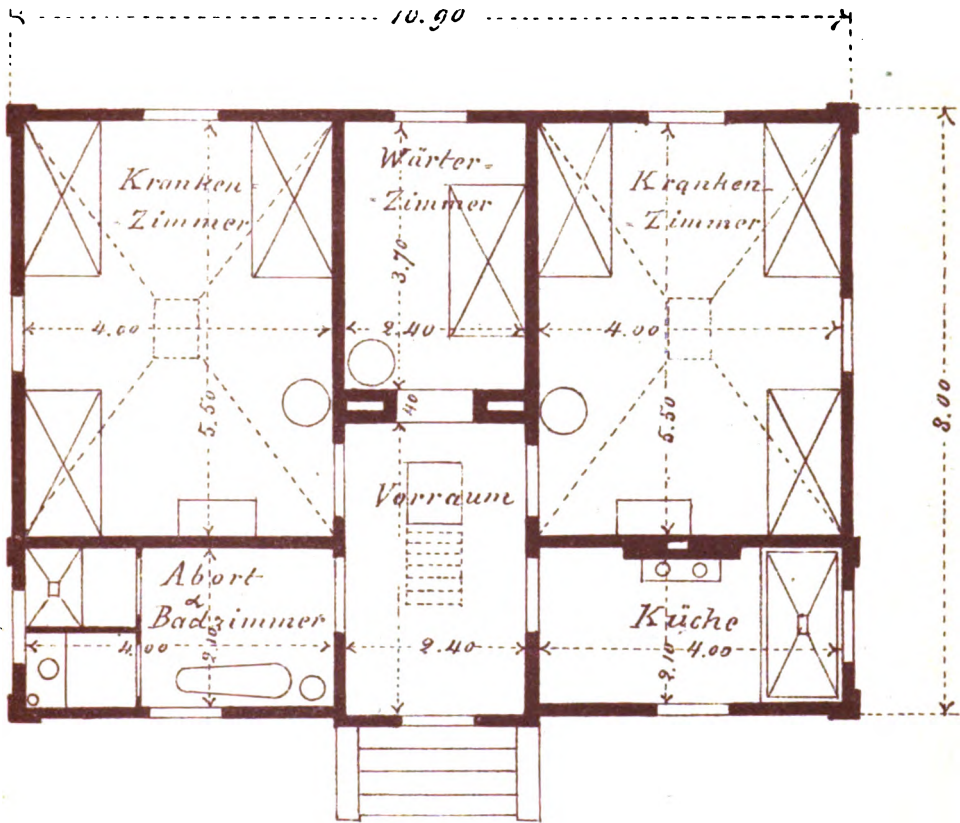 10.90
Kranken-
Zimmer
Wärter-
Zimmer
Kranken-
Zimmer
3.70
4.00
2.40
4.00
40
5.50
5.50
8.00
Vorraum
Abort
&
Badzimmer
Küche
4.00
2.10
2.40
2.10
4.00